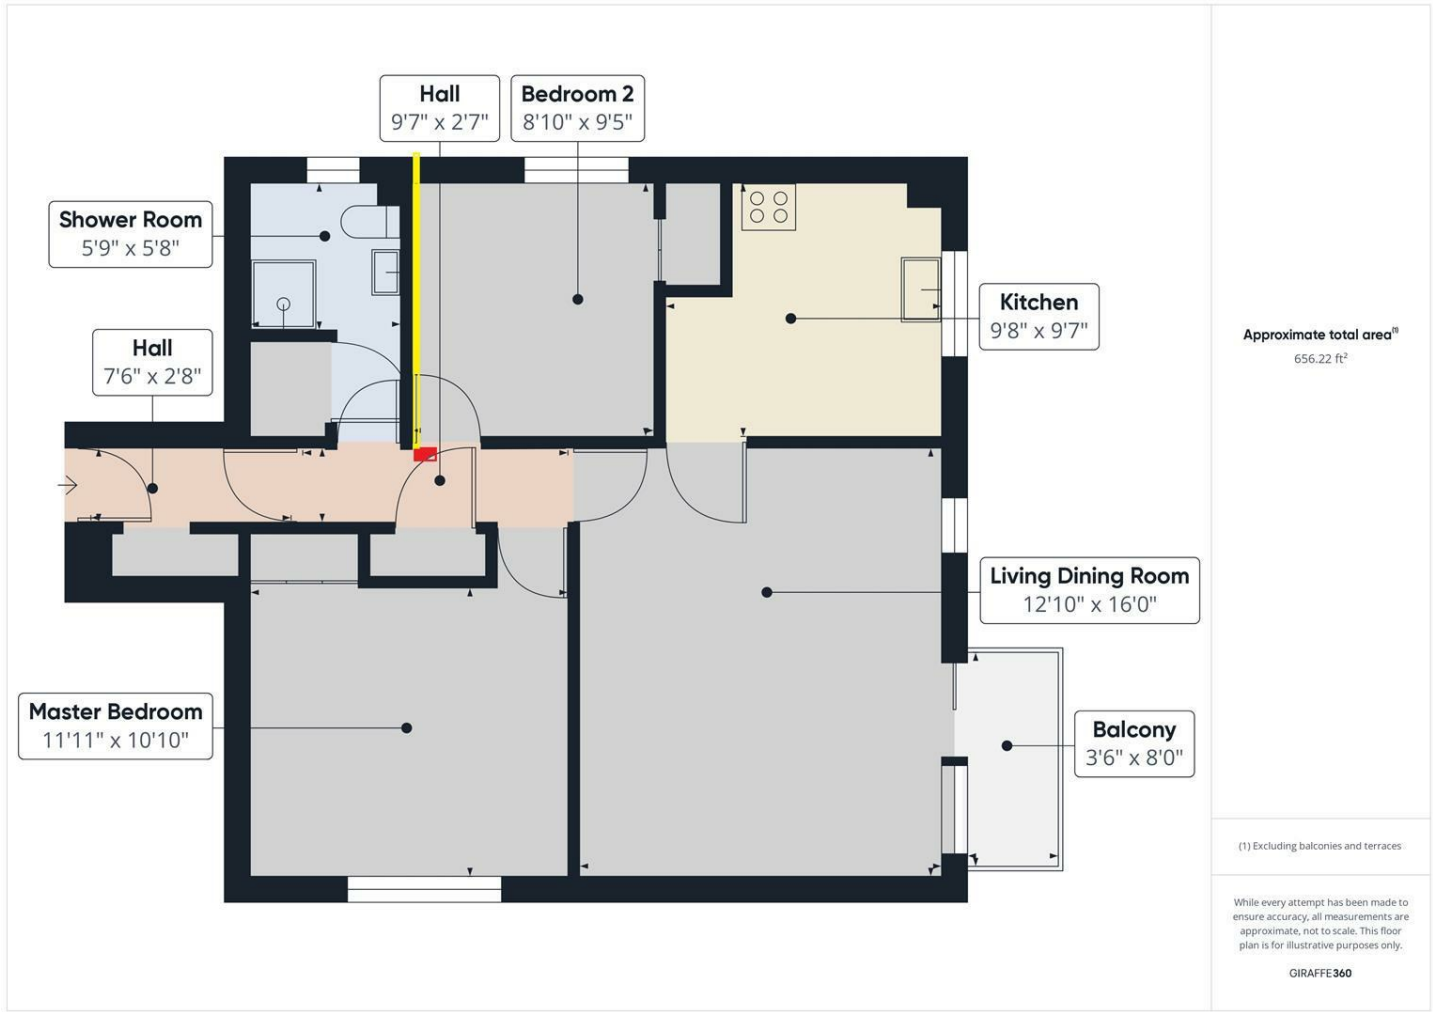 Hall
9'7" x 2'7"
Bedroom 2
8'10" x 9'5"
Shower Room
5'9" x 5'8"
Hall
7'6" x 2'8"
Kitchen
9'8" x 9'7"
Approximate total area(1)
656.22 ft²
Living Dining Room
12'10" x 16'0"
Master Bedroom
11'11" x 10'10"
Balcony
3'6" x 8'0"
(1) Excluding balconies and terraces
While every attempt has been made to
ensure accuracy, all measurements are
approximate, not to scale. This floor
plan is for illustrative purposes only.
GIRAFFE360